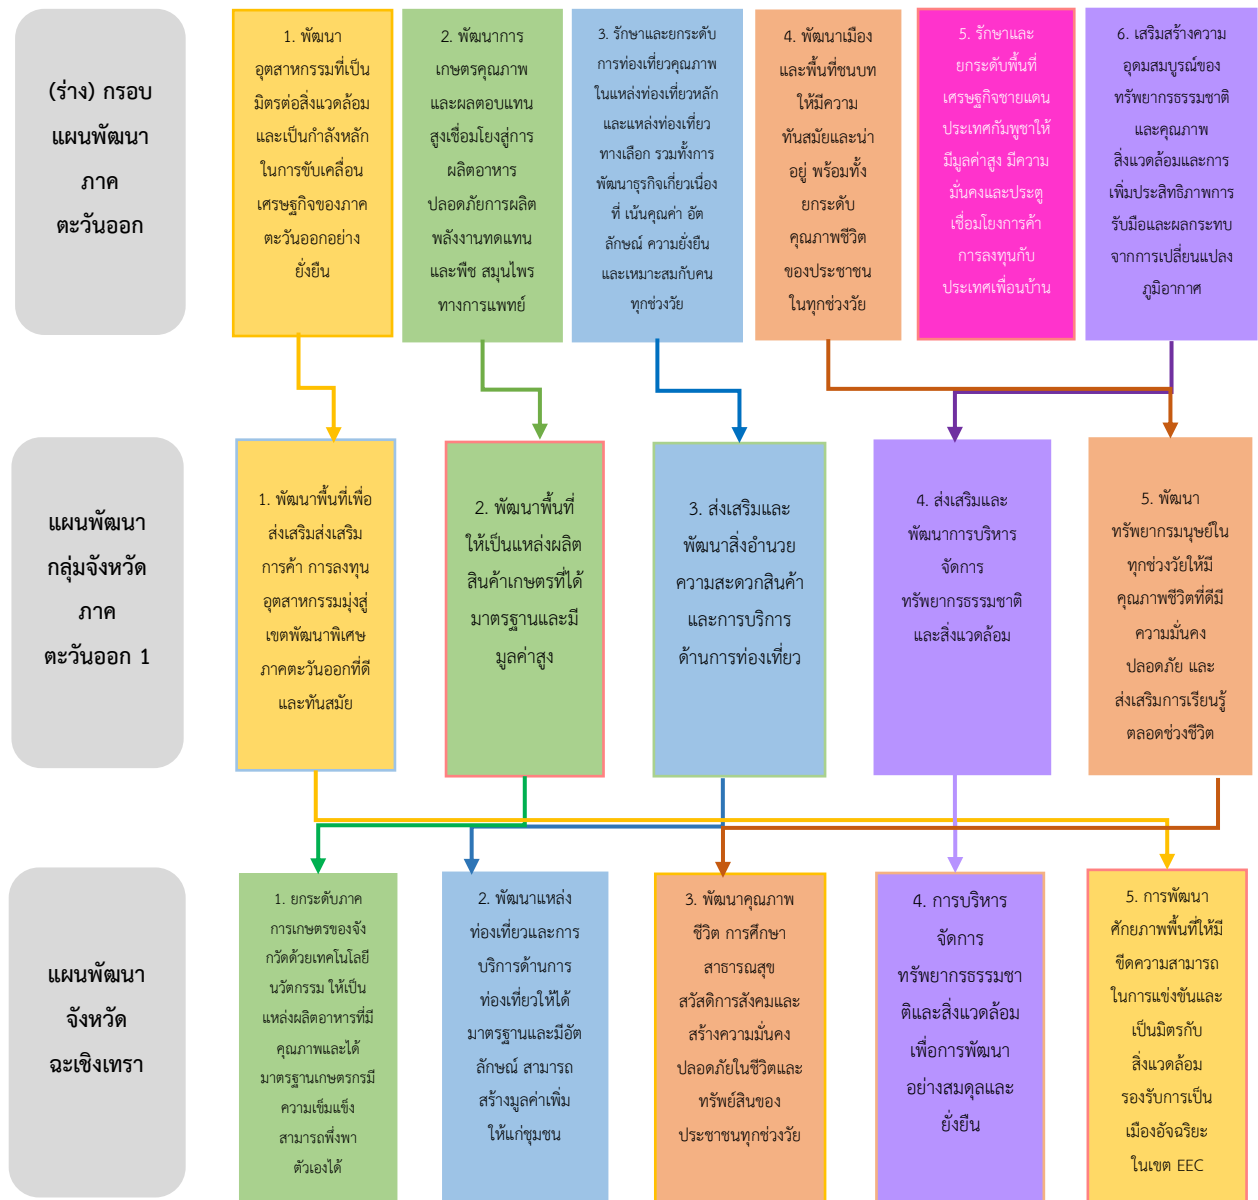 (ร่าง) กรอบ
แผนพัฒนา
ภาค
ตะวันออก
1. พัฒนา
อุตสาหกรรมที่เป็น
มิตรต่อสิ่งแวดล้อม
และเป็นกำลังหลัก
ในการขับเคลื่อน
เศรษฐกิจของภาค
ตะวันออกอย่าง
ยั่งยืน
2. พัฒนาการ
เกษตรคุณภาพ
และผลตอบแทน
สูงเชื่อมโยงสู่การ
ผลิตอาหาร
ปลอดภัยการผลิต
พลังงานทดแทน
และพืช สมุนไพร
ทางการแพทย์
3. รักษาและยกระดับ
การท่องเที่ยวคุณภาพ
ในแหล่งท่องเที่ยวหลัก
และแหล่งท่องเที่ยว
ทางเลือก รวมทั้งการ
พัฒนาธุรกิจเกี่ยวเนื่อง
ที่ เน้นคุณค่า อัต
ลักษณ์ ความยั่งยืน
และเหมาะสมกับคน
ทุกช่วงวัย
4. พัฒนาเมือง
และพื้นที่ชนบท
ให้มีความ
ทันสมัยและน่า
อยู่ พร้อมทั้ง
ยกระดับ
คุณภาพชีวิต
ของประชาชน
ในทุกช่วงวัย
5. รักษาและ
ยกระดับพื้นที่
เศรษฐกิจชายแดน
ประเทศกัมพูชาให้
มีมูลค่าสูง มีความ
มั่นคงและประตู
เชื่อมโยงการค้า
การลงทุนกับ
ประเทศเพื่อนบ้าน
6. เสริมสร้างความ
อุดมสมบูรณ์ของ
ทรัพยากรธรรมชาติ
และคุณภาพ
สิ่งแวดล้อมและการ
เพิ่มประสิทธิภาพการ
รับมือและผลกระทบ
จากการเปลี่ยนแปลง
ภูมิอากาศ
แผนพัฒนา
กลุ่มจังหวัด
ภาค
ตะวันออก 1
1. พัฒนาพื้นที่เพื่อ
ส่งเสริมส่งเสริม
การค้า การลงทุน
อุตสาหกรรมมุ่งสู่
เขตพัฒนาพิเศษ
ภาคตะวันออกที่ดี
และทันสมัย
2. พัฒนาพื้นที่
ให้เป็นแหล่งผลิต
สินค้าเกษตรที่ได้
มาตรฐานและมี
มูลค่าสูง
3. ส่งเสริมและ
พัฒนาสิ่งอำนวย
ความสะดวกสินค้า
และการบริการ
ด้านการท่องเที่ยว
4. ส่งเสริมและ
พัฒนาการบริหาร
จัดการ
ทรัพยากรธรรมชาติ
และสิ่งแวดล้อม
5. พัฒนา
ทรัพยากรมนุษย์ใน
ทุกช่วงวัยให้มี
คุณภาพชีวิตที่ดีมี
ความมั่นคง
ปลอดภัย และ
ส่งเสริมการเรียนรู้
ตลอดช่วงชีวิต
แผนพัฒนา
จังหวัด
ฉะเชิงเทรา
1. ยกระดับภาค
การเกษตรของจัง
กวัดด้วยเทคโนโลยี
นวัตกรรม ให้เป็น
แหล่งผลิตอาหารที่มี
คุณภาพและได้
มาตรฐานเกษตรกรมี
ความเข็มแข็ง
สามารถพึ่งพา
ตัวเองได้
2. พัฒนาแหล่ง
ท่องเที่ยวและการ
บริการด้านการ
ท่องเที่ยวให้ได้
มาตรฐานและมีอัต
ลักษณ์ สามารถ
สร้างมูลค่าเพิ่ม
ให้แก่ชุมชน
3. พัฒนาคุณภาพ
ชีวิต การศึกษา
สาธารณสุข
สวัสดิการสังคมและ
สร้างความมั่นคง
ปลอดภัยในชีวิตและ
ทรัพย์สินของ
ประชาชนทุกช่วงวัย
4. การบริหาร
จัดการ
ทรัพยากรธรรมชา
ติและสิ่งแวดล้อม
เพื่อการพัฒนา
อย่างสมดุลและ
ยั่งยืน
5. การพัฒนา
ศักยภาพพื้นที่ให้มี
ขีดความสามารถ
ในการแข่งขันและ
เป็นมิตรกับ
สิ่งแวดล้อม
รองรับการเป็น
เมืองอัจฉริยะ
ในเขต EEC